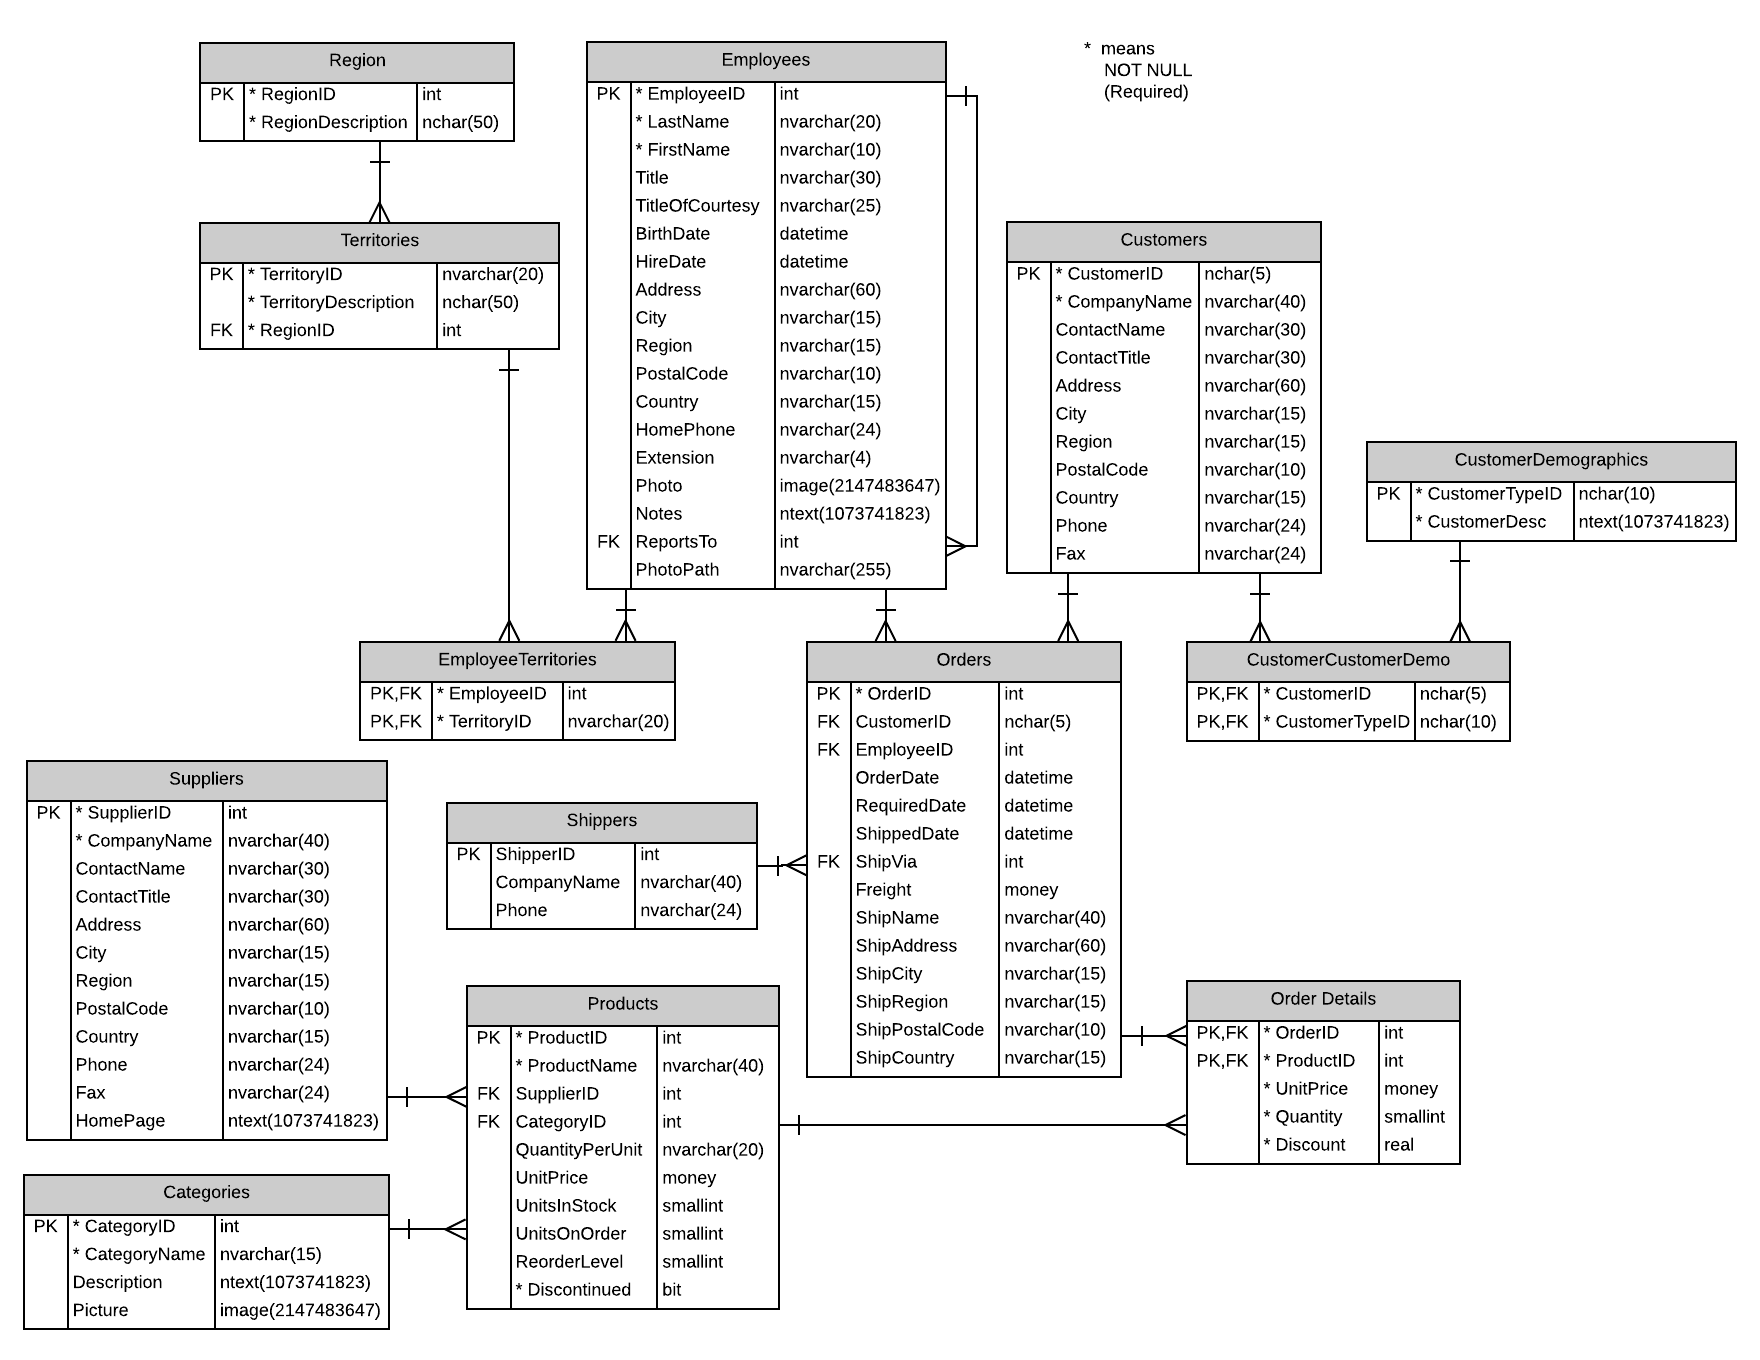 * means
NOT NULL
(Required)
Region
PK * RegionID int
* RegionDescription nchar(50)
Employees
PK * EmployeeID int
* LastName nvarchar(20)
* FirstName nvarchar(10)
Title nvarchar(30)
TitleOfCourtesy nvarchar(25)
BirthDate datetime
HireDate datetime
Address nvarchar(60)
City nvarchar(15)
Region nvarchar(15)
PostalCode nvarchar(10)
Country nvarchar(15)
HomePhone nvarchar(24)
Extension nvarchar(4)
Photo image(2147483647)
Notes ntext(1073741823)
FK ReportsTo int
PhotoPath nvarchar(255)
Territories
PK * TerritoryID nvarchar(20)
* TerritoryDescription nchar(50)
FK * RegionID int
Customers
PK * CustomerID nchar(5)
* CompanyName nvarchar(40)
ContactName nvarchar(30)
ContactTitle nvarchar(30)
Address nvarchar(60)
City nvarchar(15)
Region nvarchar(15)
PostalCode nvarchar(10)
Country nvarchar(15)
Phone nvarchar(24)
Fax nvarchar(24)
CustomerDemographics
PK * CustomerTypeID nchar(10)
* CustomerDesc ntext(1073741823)
EmployeeTerritories
PK,FK * EmployeeID int
PK,FK * TerritoryID nvarchar(20)
Orders
PK * OrderID int
FK CustomerID nchar(5)
FK EmployeeID int
OrderDate datetime
RequiredDate datetime
ShippedDate datetime
FK ShipVia int
Freight money
ShipName nvarchar(40)
ShipAddress nvarchar(60)
ShipCity nvarchar(15)
ShipRegion nvarchar(15)
ShipPostalCode nvarchar(10)
ShipCountry nvarchar(15)
CustomerCustomerDemo
PK,FK * CustomerID nchar(5)
PK,FK * CustomerTypeID nchar(10)
Suppliers
PK * SupplierID int
* CompanyName nvarchar(40)
ContactName nvarchar(30)
ContactTitle nvarchar(30)
Address nvarchar(60)
City nvarchar(15)
Region nvarchar(15)
PostalCode nvarchar(10)
Country nvarchar(15)
Phone nvarchar(24)
Fax nvarchar(24)
HomePage ntext(1073741823)
Shippers
PK ShipperID int
CompanyName nvarchar(40)
Phone nvarchar(24)
Products
PK * ProductID int
* ProductName nvarchar(40)
FK SupplierID int
FK CategoryID int
QuantityPerUnit nvarchar(20)
UnitPrice money
UnitsInStock smallint
UnitsOnOrder smallint
ReorderLevel smallint
* Discontinued bit
Order Details
PK,FK * OrderID int
PK,FK * ProductID int
* UnitPrice money
* Quantity smallint
* Discount real
Categories
PK * CategoryID int
* CategoryName nvarchar(15)
Description ntext(1073741823)
Picture image(2147483647)